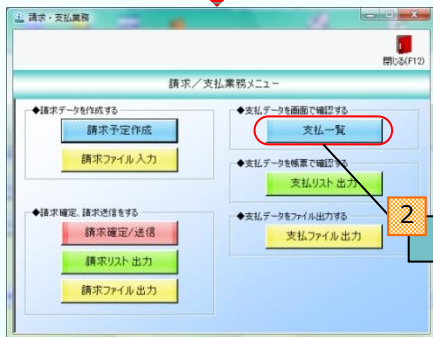 請求・支払業務
閉じる(F12)
請求／支払業務メニュー
◆請求データを作成する
請求予定作成
請求ファイル入力
◆請求確定、請求送信をする
請求確定/送信
請求リスト出力
請求ファイル出力
◆支払データを画面で確認する
支払一覧
◆支払データを帳票で確認する
支払リスト出力
◆支払データをファイル出力する
支払ファイル出力
2